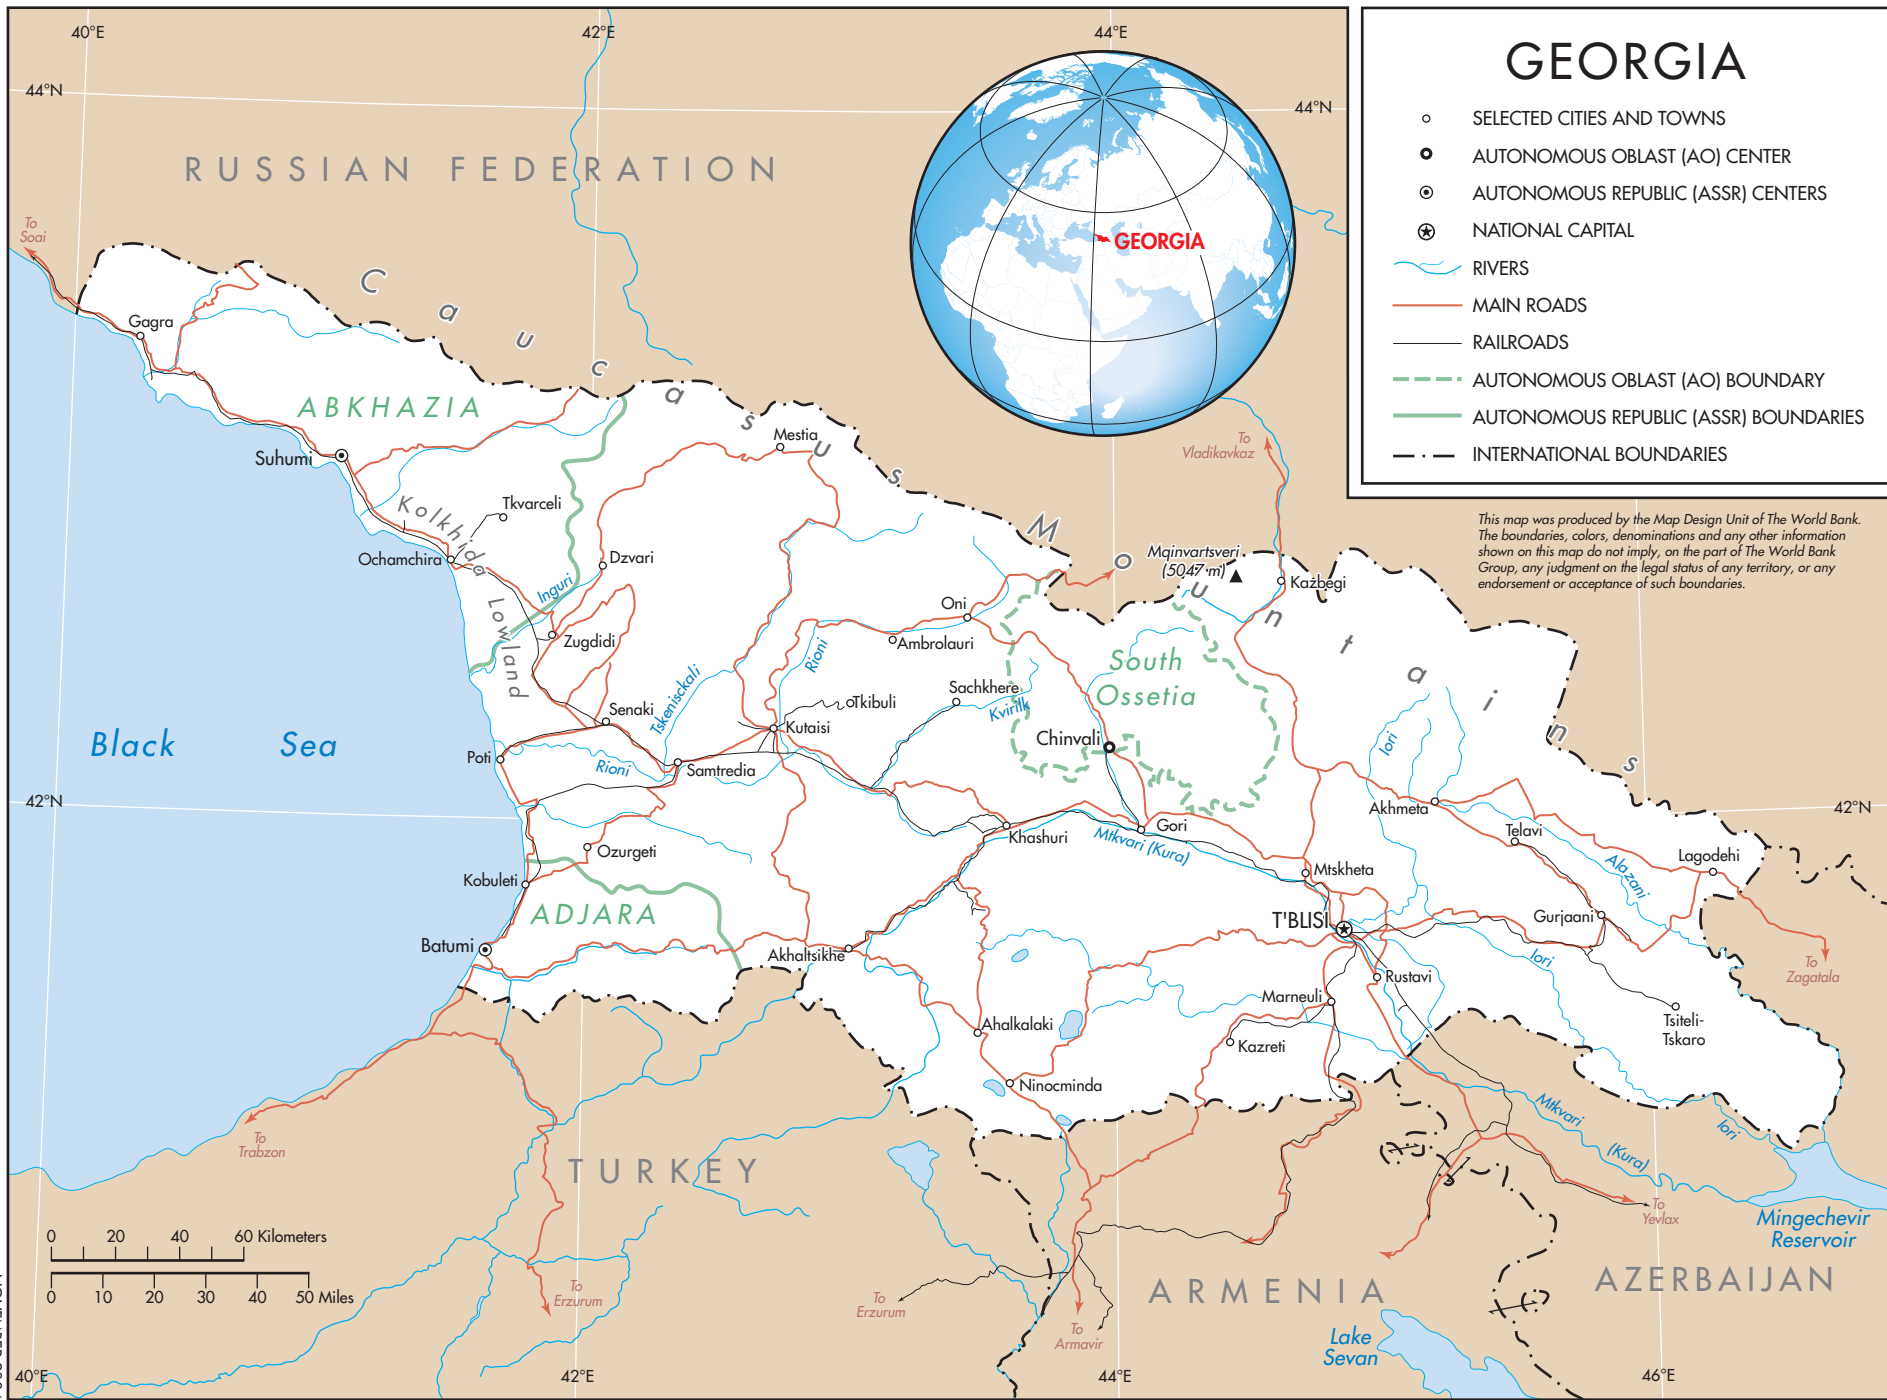 40°E
42°E
44°E
44°N
44°N
GEORGIA
SELECTED CITIES AND TOWNS
AUTONOMOUS OBLAST (AO) CENTER
AUTONOMOUS REPUBLIC (ASSR) CENTERS
NATIONAL CAPITAL
RIVERS
MAIN ROADS
RAILROADS
AUTONOMOUS OBLAST (AO) BOUNDARY
AUTONOMOUS REPUBLIC (ASSR) BOUNDARIES
INTERNATIONAL BOUNDARIES
This map was produced by the Map Design Unit of The World Bank.
The boundaries, colors, denominations and any other information
shown on this map do not imply, on the part of The World Bank
Group, any judgment on the legal status of any territory, or any
endorsement or acceptance of such boundaries.
GEORGIA
RUSSIAN FEDERATION
To
Soai
Caucasus Mountains
Gagra
ABKHAZIA
Suhumi
Mestia
To
Vladikavkaz
Kolkhida Lowland
Tkvarceli
Ochamchira
Dzvari
Inguri
Mqinvartsveri
(5047 m)
Kazbegi
Oni
Zugdidi
Ambrolauri
Rioni
South
Ossetia
Tskenisckali
Sachkhere
Kvirilk
Tkibuli
Senaki
Kutaisi
Chinvali
Iori
Black Sea
Poti
Rioni
Samtredia
42°N
42°N
Akhmeta
Khashuri
Gori
Mtkvari (Kura)
Telavi
Ozurgeti
Lagodehi
Alazani
Kobuleti
Mtskheta
ADJARA
T'BLISI
Gurjaani
Batumi
Akhaltsikhe
Iori
To
Zagatala
Rustavi
Marneuli
Ahalkalaki
Tsiteli-
Tskaro
Kazreti
Ninocminda
Mtkvari
(Kura)
Iori
To
Trabzon
TURKEY
To
Yevlax
Mingechevir
Reservoir
0 20 40 60 Kilometers
0 10 20 30 40 50 Miles
To
Erzurum
To
Erzurum
To
Armavir
ARMENIA
AZERBAIJAN
Lake
Sevan
40°E
42°E
44°E
46°E